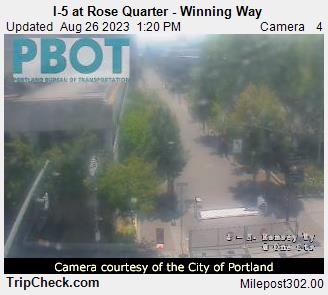 I-5 at Rose Quarter - Winning Way
Updated Aug 26 2023 1:20 PM Camera 4
PBOT
PORTLAND BUREAU OF TRANSPORTATION
Camera courtesy of the City of Portland
TripCheck.com Milepost302.00